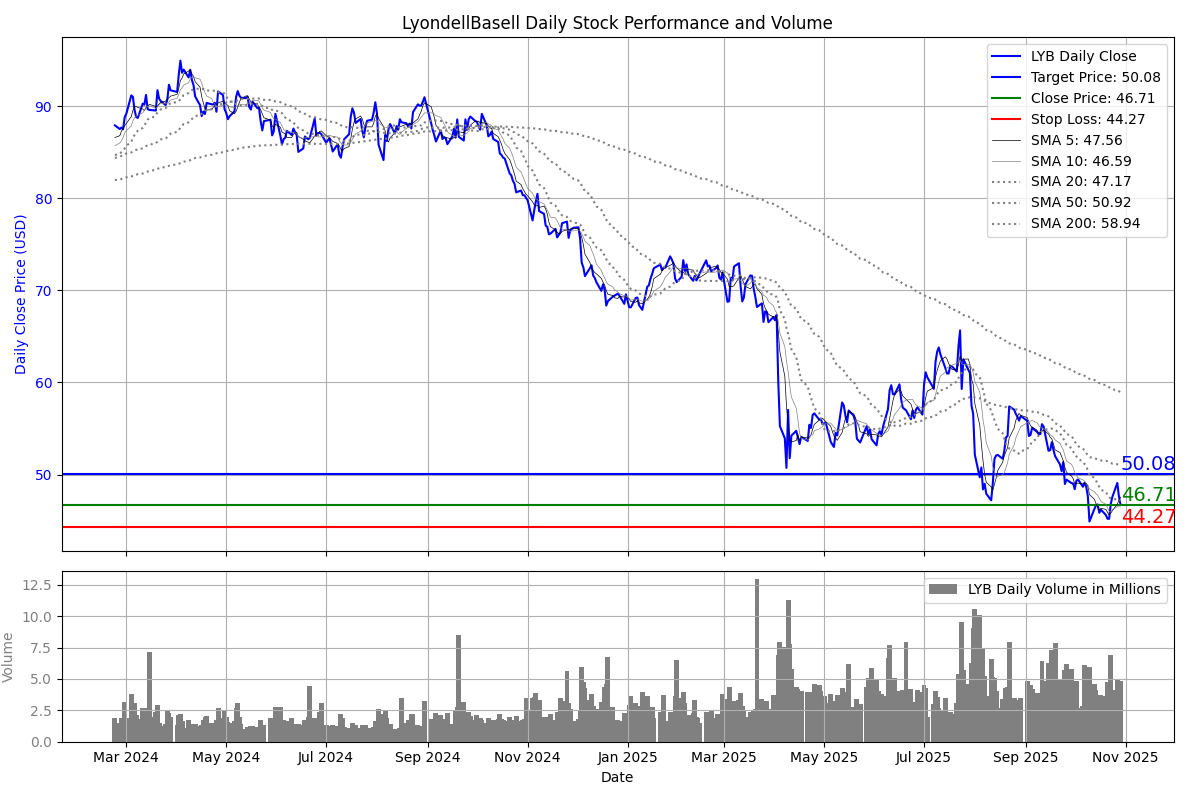 LyondellBasell Daily Stock Performance and Volume
Daily Close Price (USD)
90
80
70
60
50
LYB Daily Close
Target Price: 50.08
Close Price: 46.71
Stop Loss: 44.27
SMA 5: 47.56
SMA 10: 46.59
SMA 20: 47.17
SMA 50: 50.92
SMA 200: 58.94
50.08
46.71
44.27
Volume
12.5
10.0
7.5
5.0
2.5
0.0
LYB Daily Volume in Millions
Mar 2024 May 2024 Jul 2024 Sep 2024 Nov 2024 Jan 2025 Mar 2025 May 2025 Jul 2025 Sep 2025 Nov 2025
Date